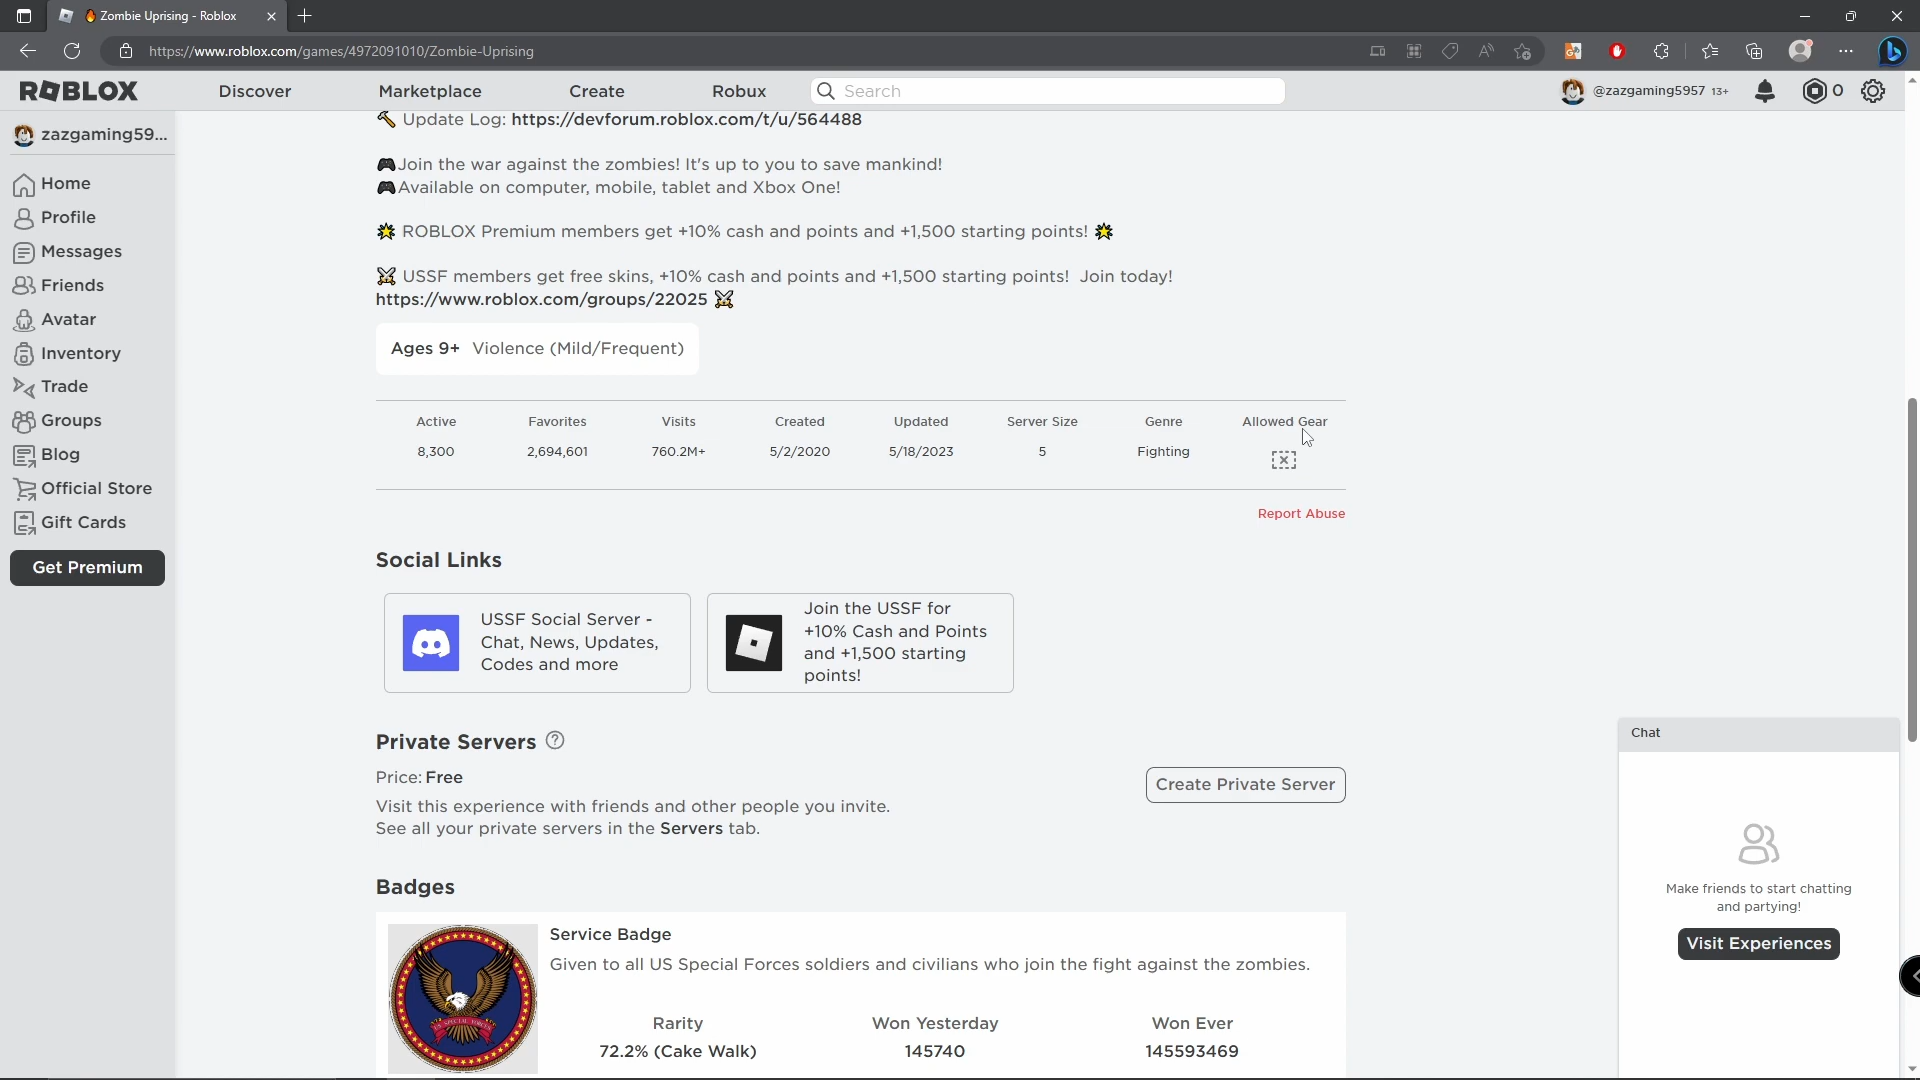 Zombie Uprising - Roblox
https://www.roblox.com/games/4972091010/Zombie-Uprising
ROBLOX
Discover
Marketplace
Create
Robux
Search
@zazgaming5957 13+
0
zazgaming59...
Home
Profile
Messages
Friends
Avatar
Inventory
Trade
Groups
Blog
Official Store
Gift Cards
Get Premium
Update Log: https://devforum.roblox.com/t/u/564488
Join the war against the zombies! It's up to you to save mankind!
Available on computer, mobile, tablet and Xbox One!
ROBLOX Premium members get +10% cash and points and +1,500 starting points!
USSF members get free skins, +10% cash and points and +1,500 starting points! Join today!
https://www.roblox.com/groups/22025
Ages 9+ Violence (Mild/Frequent)
Active Favorites Visits Created Updated Server Size Genre Allowed Gear
8,300 2,694,601 760.2M+ 5/2/2020 5/18/2023 5 Fighting
Report Abuse
Social Links
USSF Social Server -
Chat, News, Updates,
Codes and more
Join the USSF for
+10% Cash and Points
and +1,500 starting
points!
Private Servers
Price: Free
Visit this experience with friends and other people you invite.
See all your private servers in the Servers tab.
Create Private Server
Badges
US SPECIAL FORCES
Service Badge
Given to all US Special Forces soldiers and civilians who join the fight against the zombies.
Rarity Won Yesterday Won Ever
72.2% (Cake Walk) 145740 145593469
Chat
Make friends to start chatting
and partying!
Visit Experiences